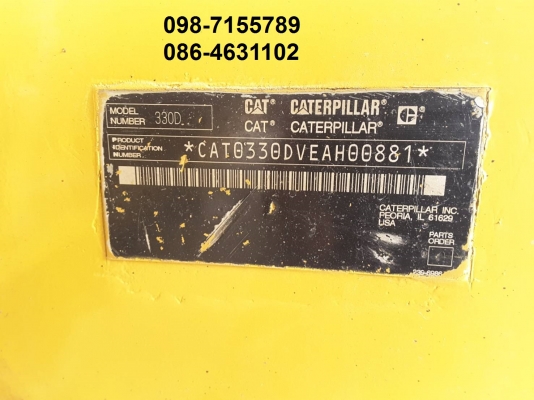 098-7155789
086-4631102
CAT CATERPILLAR C
CAT CATERPILLAR
MODEL
NUMBER 330D
PRODUCT
IDENTIFICATION
NUMBER *CAT0330DVEAH00881*
CATERPILLAR INC.
PEORIA, IL 61629
USA
PARTS
ORDER